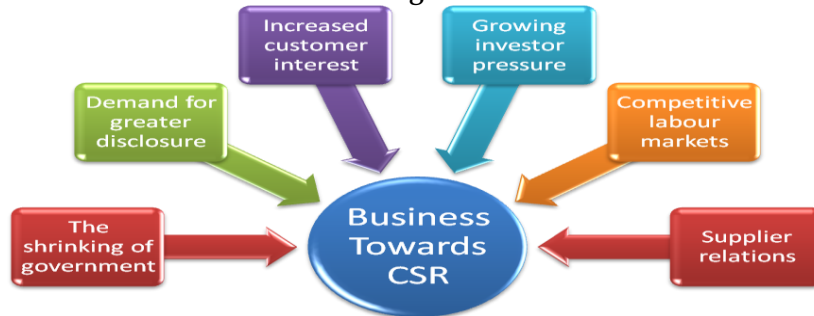 Increased
customer
interest
Growing
investor
pressure
Demand for
greater
disclosure
Competitive
labour
markets
The
shrinking of
government
Business
Towards
CSR
Supplier
relations